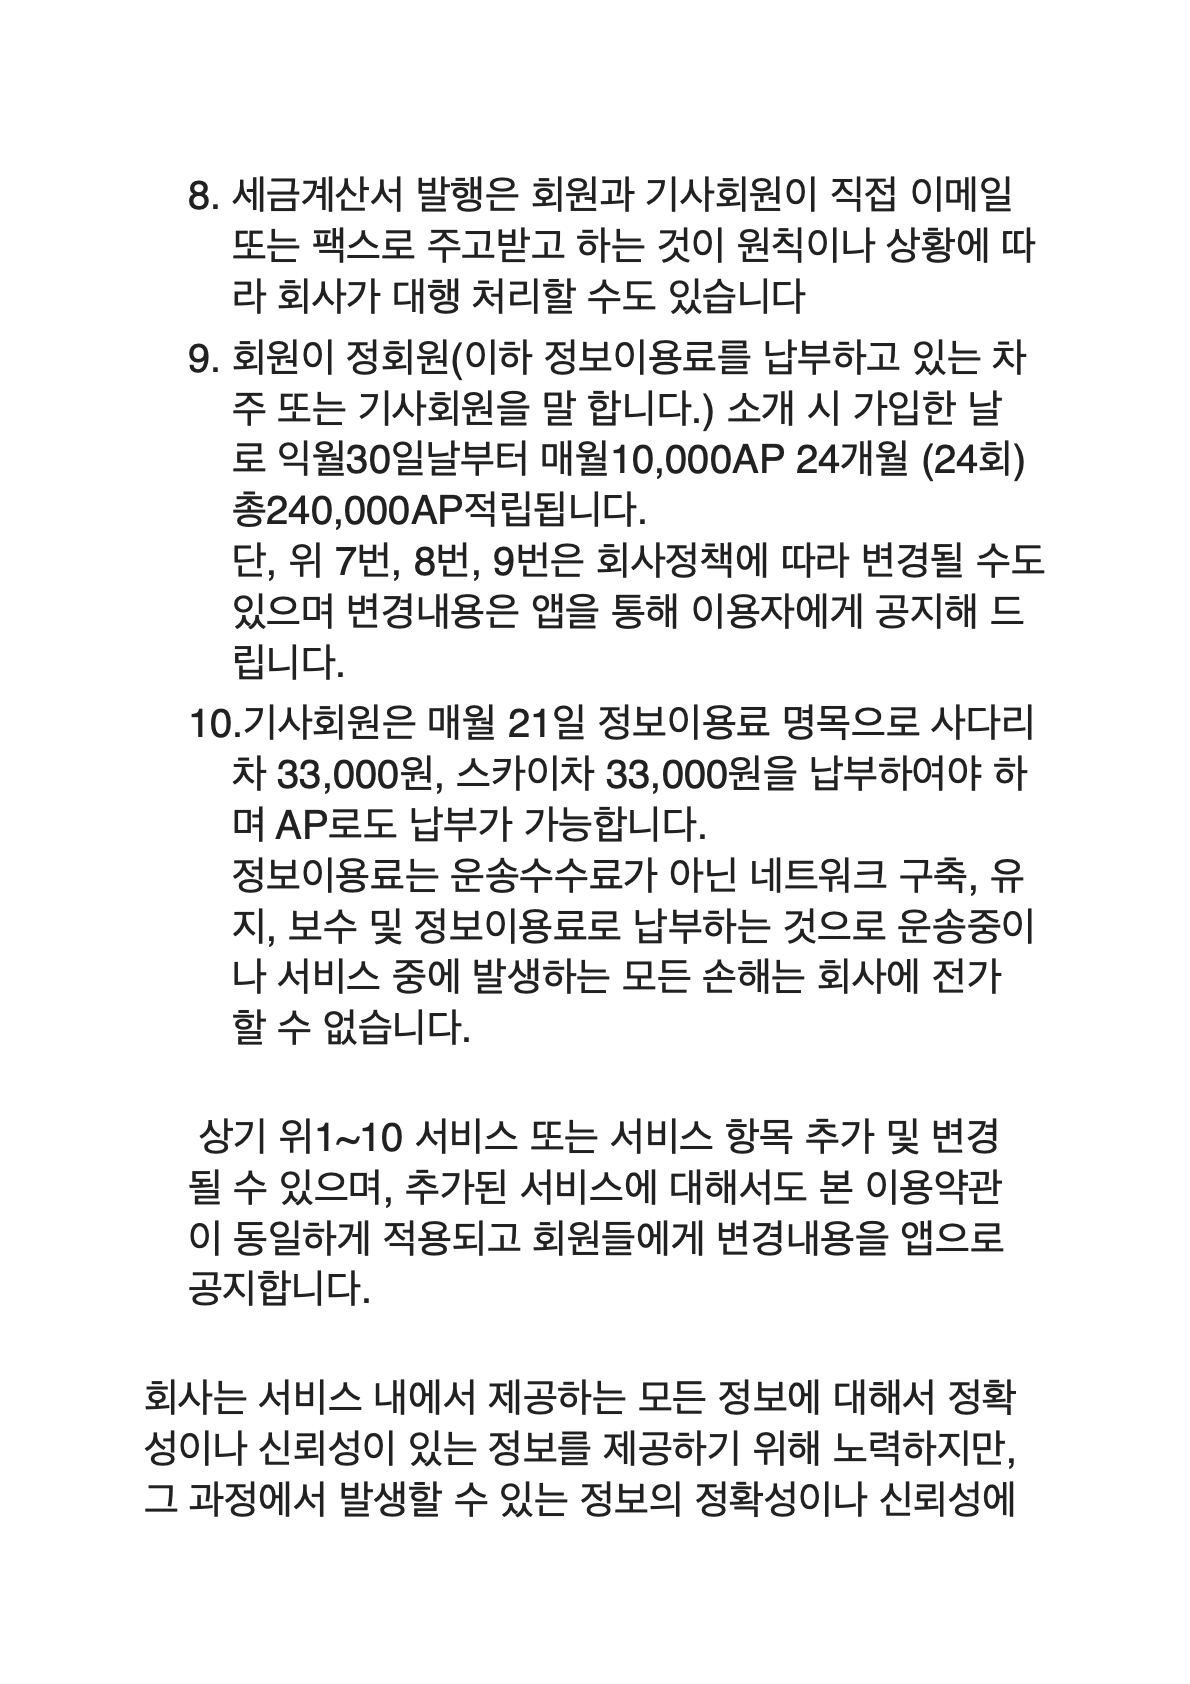 8. 세금계산서 발행은 회원과 기사회원이 직접 이메일
또는 팩스로 주고받고 하는 것이 원칙이나 상황에 따
라 회사가 대행 처리할 수도 있습니다
9. 회원이 정회원(이하 정보이용료를 납부하고 있는 차
주 또는 기사회원을 말 합니다.) 소개 시 가입한 날
로 익월30일날부터 매월10,000AP 24개월 (24회)
총240,000AP적립됩니다.
단, 위 7번, 8번, 9번은 회사정책에 따라 변경될 수도
있으며 변경내용은 앱을 통해 이용자에게 공지해 드
립니다.
10.기사회원은 매월 21일 정보이용료 명목으로 사다리
차 33,000원, 스카이차 33,000원을 납부하여야 하
며 AP로도 납부가 가능합니다.
정보이용료는 운송수수료가 아닌 네트워크 구축, 유
지, 보수 및 정보이용료로 납부하는 것으로 운송중이
나 서비스 중에 발생하는 모든 손해는 회사에 전가
할 수 없습니다.
상기 위1~10 서비스 또는 서비스 항목 추가 및 변경
될 수 있으며, 추가된 서비스에 대해서도 본 이용약관
이 동일하게 적용되고 회원들에게 변경내용을 앱으로
공지합니다.
회사는 서비스 내에서 제공하는 모든 정보에 대해서 정확
성이나 신뢰성이 있는 정보를 제공하기 위해 노력하지만,
그 과정에서 발생할 수 있는 정보의 정확성이나 신뢰성에